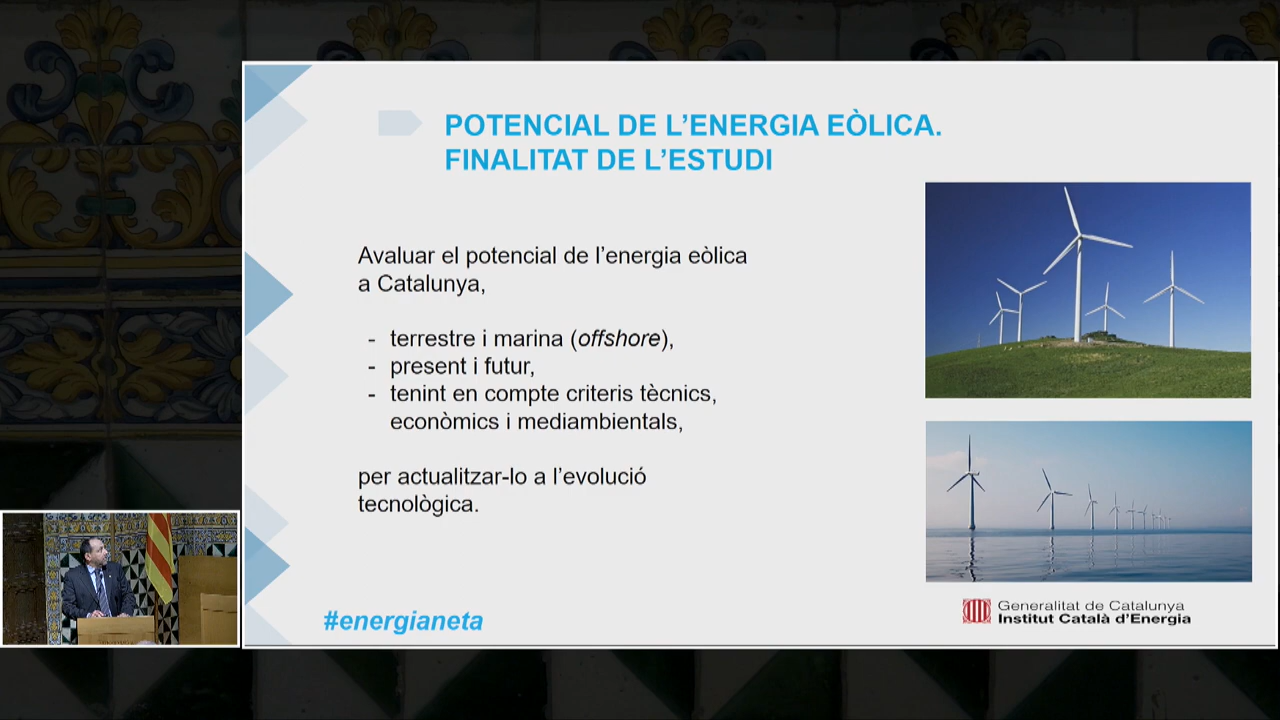 POTENCIAL DE L’ENERGIA EÒLICA.
FINALITAT DE L’ESTUDI
Avaluar el potencial de l’energia eòlica
a Catalunya,
- terrestre i marina (offshore),
- present i futur,
- tenint en compte criteris tècnics,
econòmics i mediambientals,
per actualitzar-lo a l’evolució
tecnològica.
#energianeta
Generalitat de Catalunya
Institut Català d’Energia